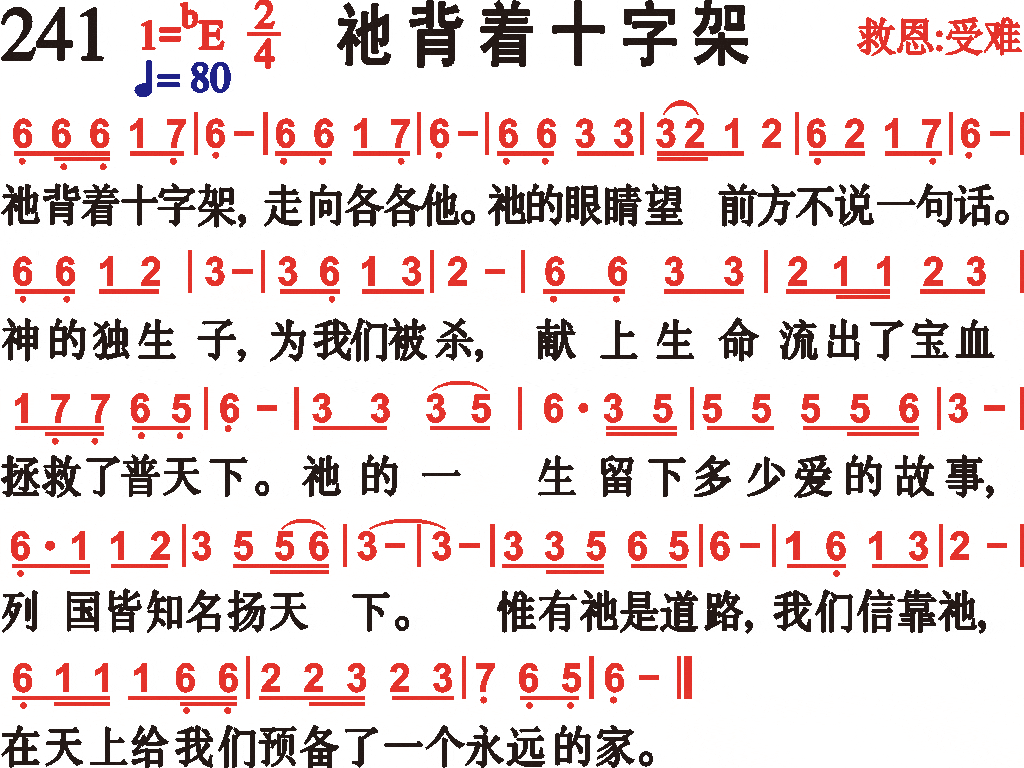 241 1=ᵇE 2/4 祂背着十字架 救恩:受难
♩= 80
6̣ 6̣ 6̣ 1 7̣ | 6̣ – | 6̣ 6̣ 1 7̣ | 6̣ – | 6̣ 6̣ 3 3 | 3 2 1 2 | 6̣ 2 1 7̣ | 6̣ – |
祂背着十字架, 走向各各他。祂的眼睛望 前方不说一句话。
6̣ 6̣ 1 2 | 3 – | 3 6̣ 1 3 | 2 – | 6̣ 6̣ 3 3 | 2 1 1 2 3 |
神的独生 子, 为我们被杀, 献 上 生 命 流出了宝血
1 7̣ 7̣ 6̣ 5̣ | 6̣ – | 3 3 3 5 | 6 · 3 5 | 5 5 5 5 6 | 3 – |
拯救了普天下。祂 的 一 生 留下多少爱的故事,
6̣ · 1 1 2 | 3 5 5 6 | 3 – | 3 – | 3 3 5 6 5 | 6 – | 1 6̣ 1 3 | 2 – |
列 国皆知名扬天 下。 惟有祂是道路, 我们信靠祂,
6̣ 1 1 1 6̣ 6̣ | 2 2 3 2 3 | 7̣ 6̣ 5̣ | 6̣ – ‖
在天上给我们预备了一个永远的家。